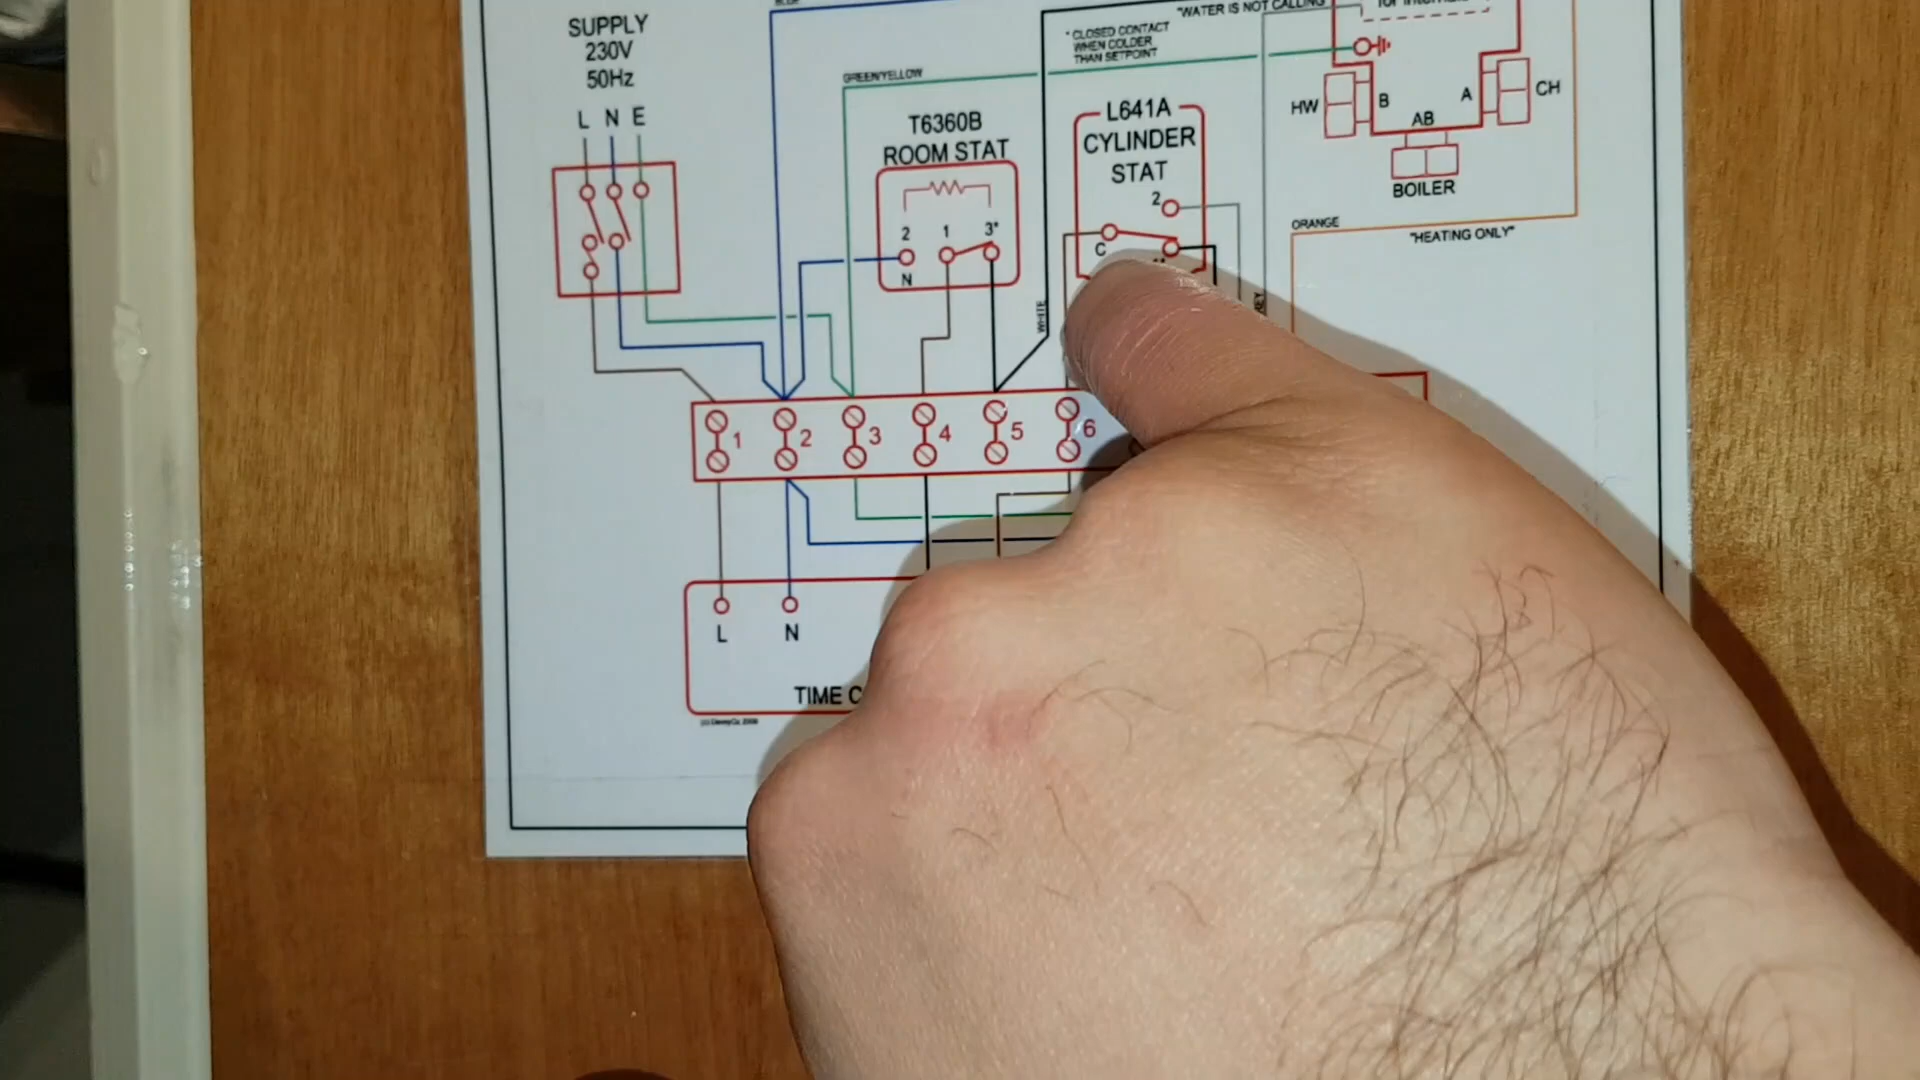 SUPPLY
230V
50Hz
L N E
"WATER IS NOT CALLING
* CLOSED CONTACT
WHEN COLDER
THAN SETPOINT
GREEN/YELLOW
T6360B
ROOM STAT
2 1 3*
N
L641A
CYLINDER
STAT
2
C
HW
B
A
CH
AB
BOILER
ORANGE
"HEATING ONLY"
WHITE
1 2 3 4 5 6
L N
TIME C